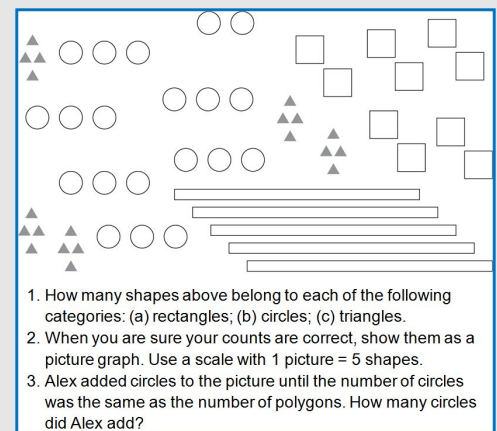 1. How many shapes above belong to each of the following
categories: (a) rectangles; (b) circles; (c) triangles.
2. When you are sure your counts are correct, show them as a
picture graph. Use a scale with 1 picture = 5 shapes.
3. Alex added circles to the picture until the number of circles
was the same as the number of polygons. How many circles
did Alex add?